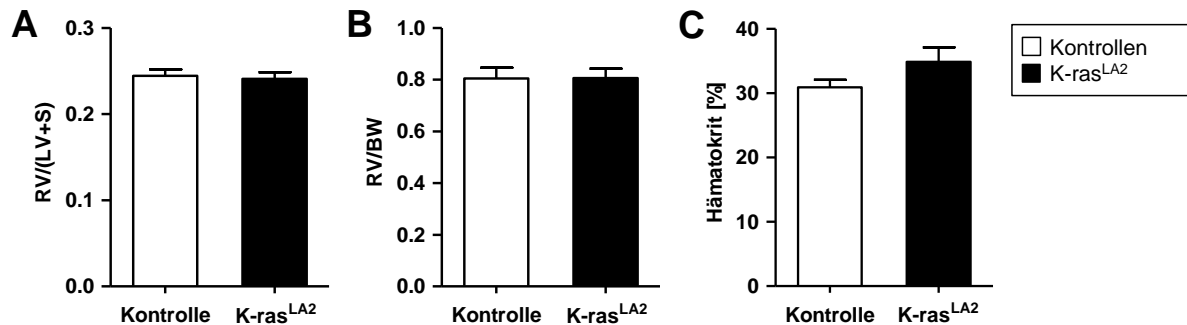 A
RV/(LV+S)
0.3
0.2
0.1
0.0
Kontrolle K-ras^LA2
B
RV/BW
1.0
0.8
0.6
0.4
0.2
0.0
Kontrolle K-ras^LA2
C
Hämatokrit [%]
40
30
20
10
0
Kontrolle K-ras^LA2
Kontrollen
K-ras^LA2